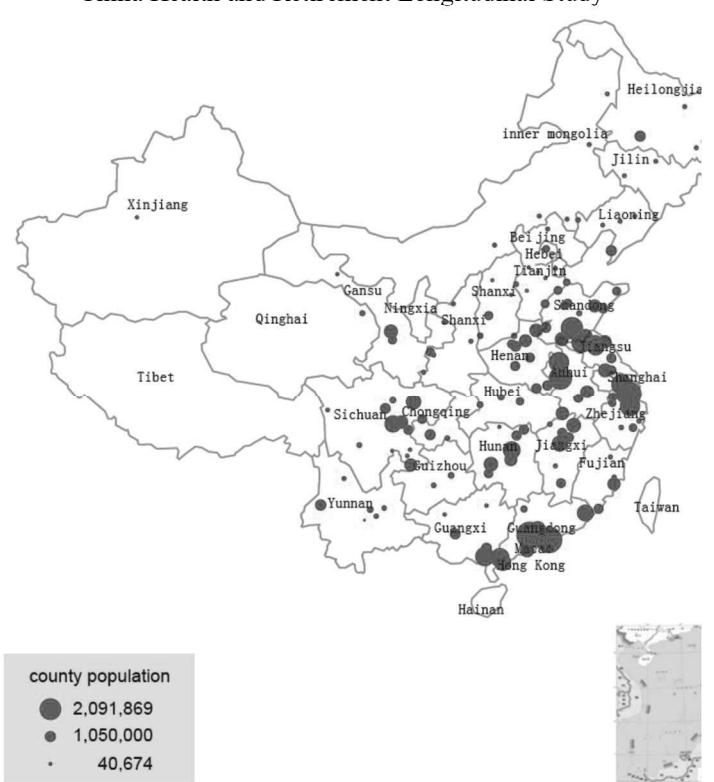 China Health and Retirement Longitudinal Study
Heilongjia
inner mongolia
Jilin
Xinjiang
Liaoning
Beijing
Hebei
Tianjin
Gansu
Shanxi
Shandong
Ningxia
Qinghai
Shanxi
Jiangsu
Henan
Tibet
Anhui
Shanghai
Hubei
Sichuan
Chongqing
Zhejiang
Hunan
Jiangxi
Guizhou
Fujian
Yunnan
Taiwan
Guangxi
Guangdong
Macao
Hong Kong
Hainan
county population
2,091,869
1,050,000
40,674